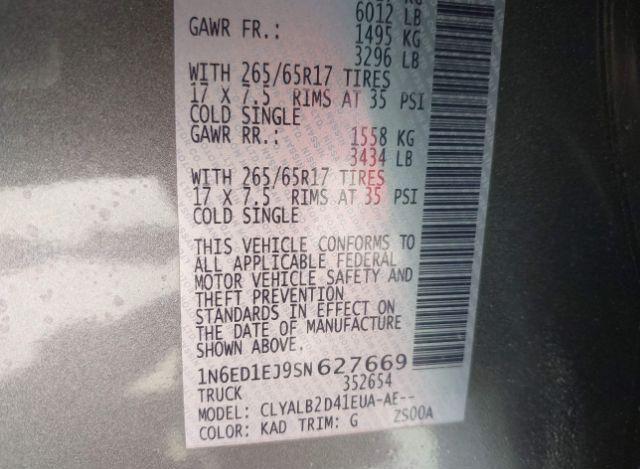 6012 LB
GAWR FR.: 1495 KG
3296 LB
WITH 265/65R17 TIRES
17 X 7.5 RIMS AT 35 PSI
COLD SINGLE
GAWR RR.: 1558 KG
3434 LB
WITH 265/65R17 TIRES
17 X 7.5 RIMS AT 35 PSI
COLD SINGLE
THIS VEHICLE CONFORMS TO
ALL APPLICABLE FEDERAL
MOTOR VEHICLE SAFETY AND
THEFT PREVENTION
STANDARDS IN EFFECT ON
THE DATE OF MANUFACTURE
SHOWN ABOVE.
1N6ED1EJ9SN627669
TRUCK 352654
MODEL: CLYALB2D41EUA-AE--
COLOR: KAD TRIM: G ZS00A